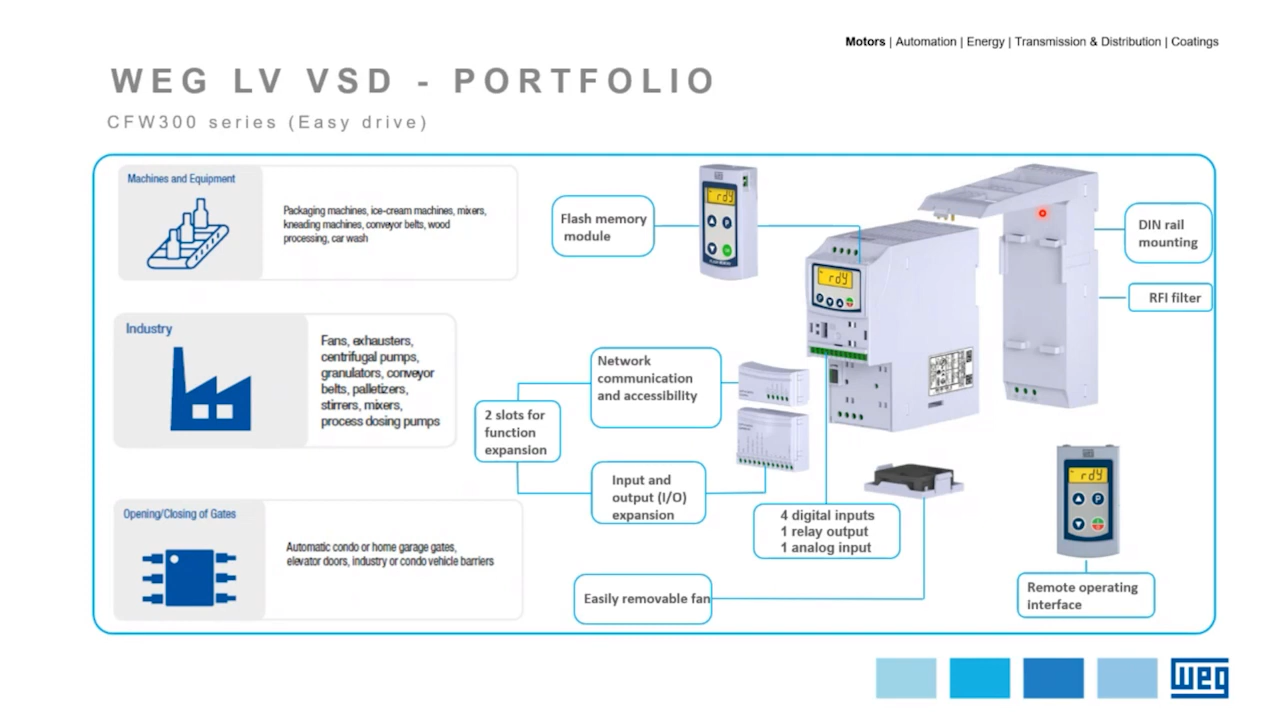 Motors | Automation | Energy | Transmission & Distribution | Coatings
WEG LV VSD - PORTFOLIO
CFW300 series (Easy drive)
Machines and Equipment
Packaging machines, ice-cream machines, mixers,
kneading machines, conveyor belts, wood
processing, car wash
Industry
Fans, exhausters,
centrifugal pumps,
granulators, conveyor
belts, palletizers,
stirrers, mixers,
process dosing pumps
Opening/Closing of Gates
Automatic condo or home garage gates,
elevator doors, industry or condo vehicle barriers
Flash memory
module
rdy
P
DIN rail
mounting
RFI filter
rdy
P
Network
communication
and accessibility
2 slots for
function
expansion
Input and
output (I/O)
expansion
4 digital inputs
1 relay output
1 analog input
Easily removable fan
rdy
P
Remote operating
interface
weg